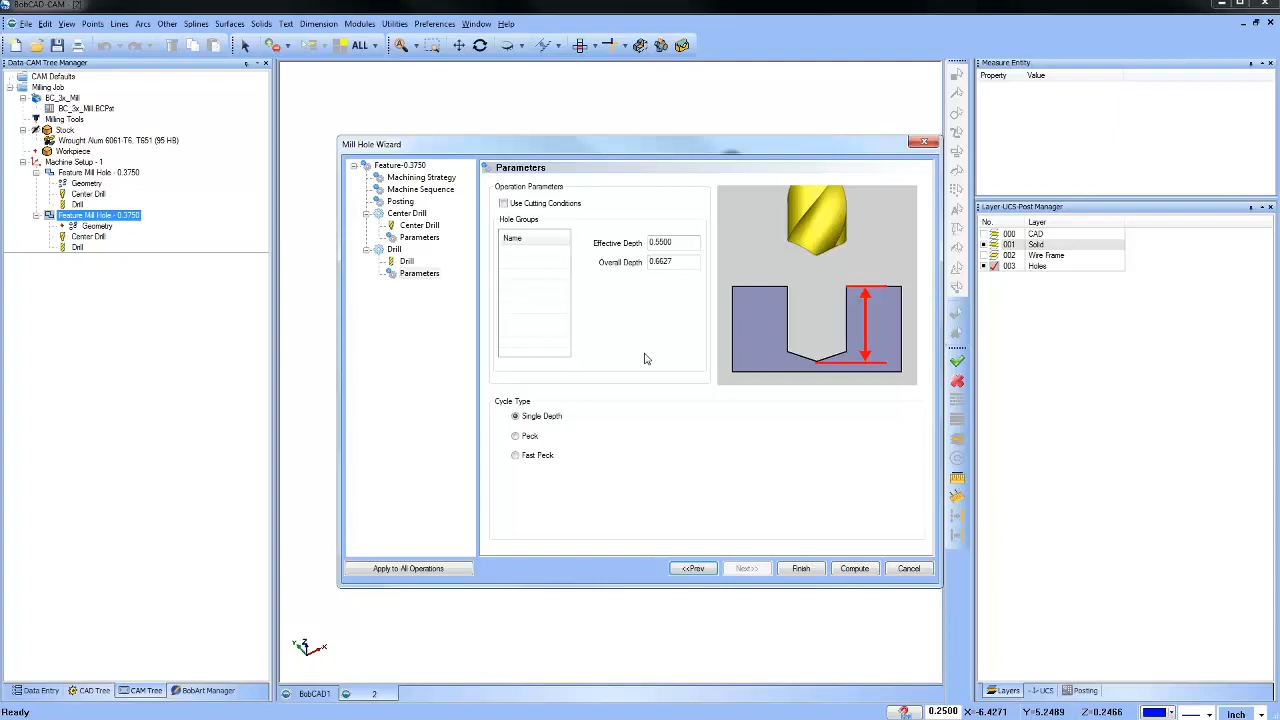 BobCAD-CAM - [2]
File Edit View Points Lines Arcs Other Splines Surfaces Solids Text Dimension Modules Utilities Preferences Window Help
ALL
Data-CAM Tree Manager
CAM Defaults
Milling Job
BC_3x_Mill
BC_3x_Mill.BCPst
Milling Tools
Stock
Wrought Alum 6061-T6, T651 (95 HB)
Workpiece
Machine Setup - 1
Feature Mill Hole - 0.3750
Geometry
Center Drill
Drill
Feature Mill Hole - 0.3750
Geometry
Center Drill
Drill
Data Entry CAD Tree CAM Tree BobArt Manager
Mill Hole Wizard
Feature-0.3750
Machining Strategy
Machine Sequence
Posting
Center Drill
Center Drill
Parameters
Drill
Drill
Parameters
Apply to All Operations
Parameters
Operation Parameters
Use Cutting Conditions
Hole Groups
Name
Effective Depth 0.5500
Overall Depth 0.6627
Cycle Type
Single Depth
Peck
Fast Peck
<<Prev Next>> Finish Compute Cancel
Z
Y
X
BobCAD1 2
Measure Entity
Property Value
Layer-UCS-Post Manager
No. Layer
000 CAD
001 Solid
002 Wire Frame
003 Holes
Layers UCS Posting
Ready
0.2500 X=-6.4271 Y=5.2489 Z=0.2466 Inch